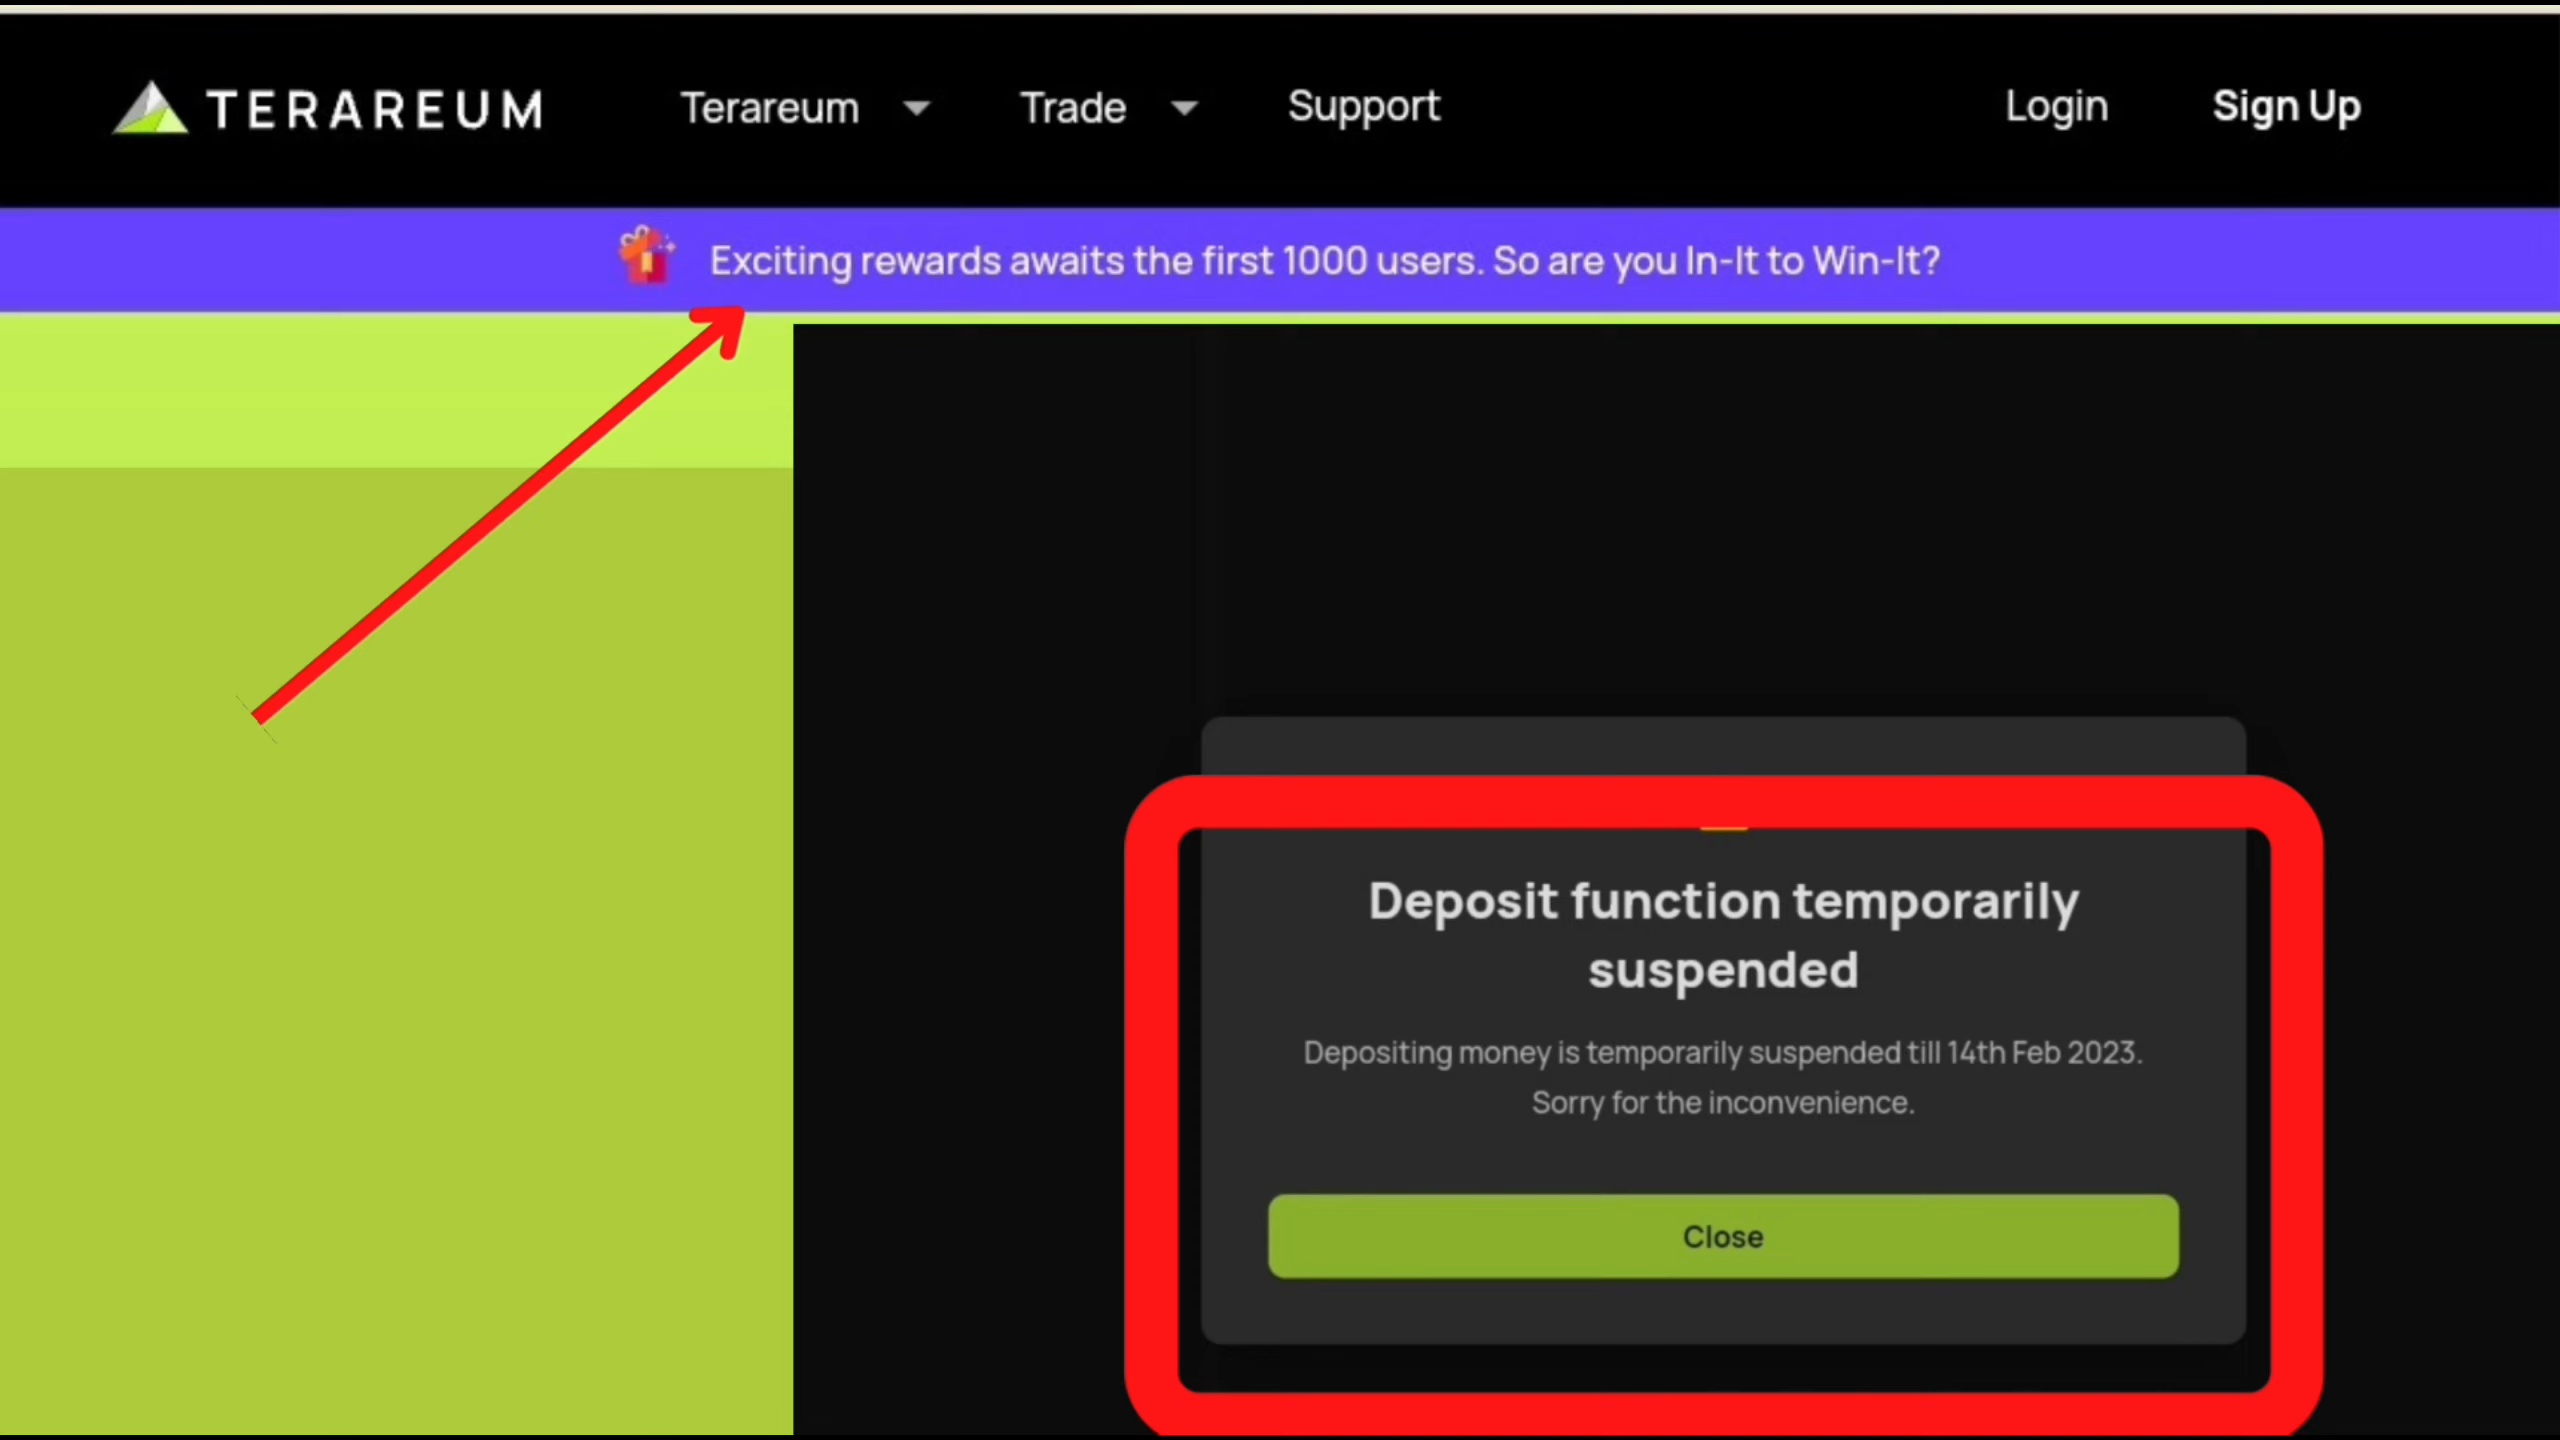 TERAREUM
Terareum
Trade
Support
Login
Sign Up
Exciting rewards awaits the first 1000 users. So are you In-It to Win-It?
Deposit function temporarily
suspended
Depositing money is temporarily suspended till 14th Feb 2023.
Sorry for the inconvenience.
Close